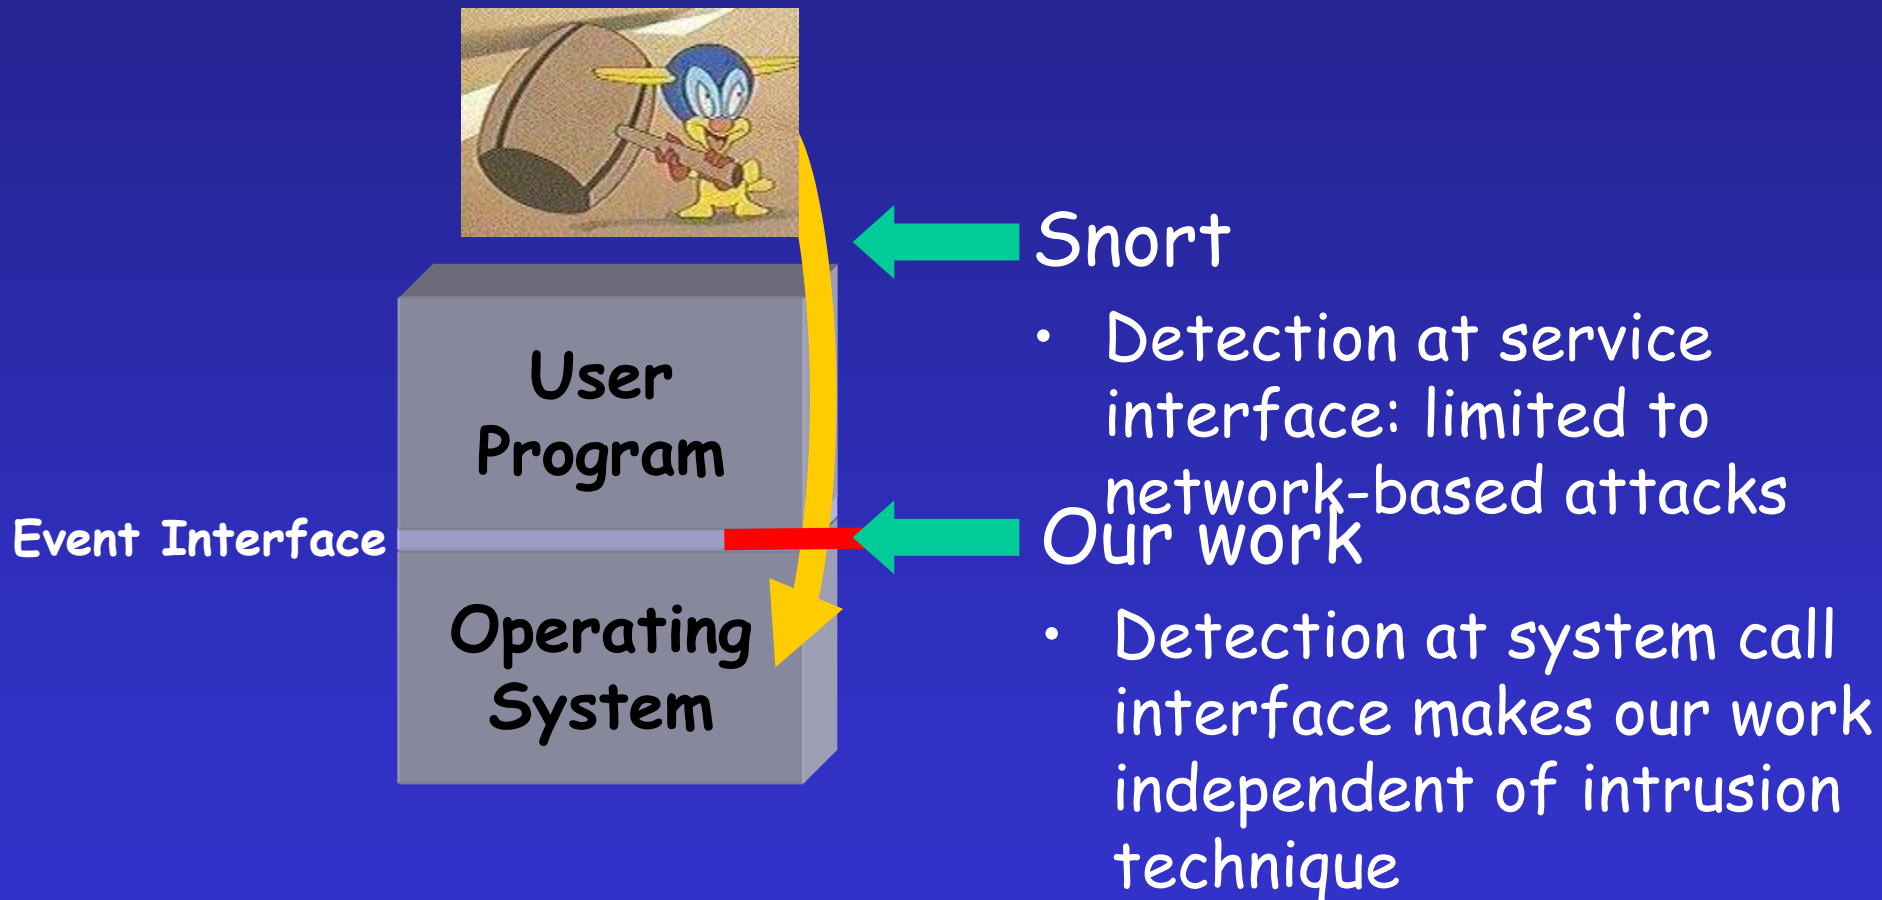 User
Program
Event Interface
Operating
System
Snort
• Detection at service
interface: limited to
network-based attacks
Our work
• Detection at system call
interface makes our work
independent of intrusion
technique